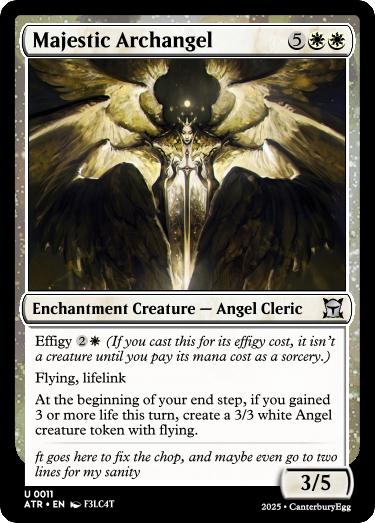 Majestic Archangel 5
Enchantment Creature — Angel Cleric
Effigy 2 (If you cast this for its effigy cost, it isn't
a creature until you pay its mana cost as a sorcery.)
Flying, lifelink
At the beginning of your end step, if you gained
3 or more life this turn, create a 3/3 white Angel
creature token with flying.
ft goes here to fix the chop, and maybe even go to two
lines for my sanity
3/5
U 0011
ATR • EN F3LC4T
2025 • CanterburyEgg